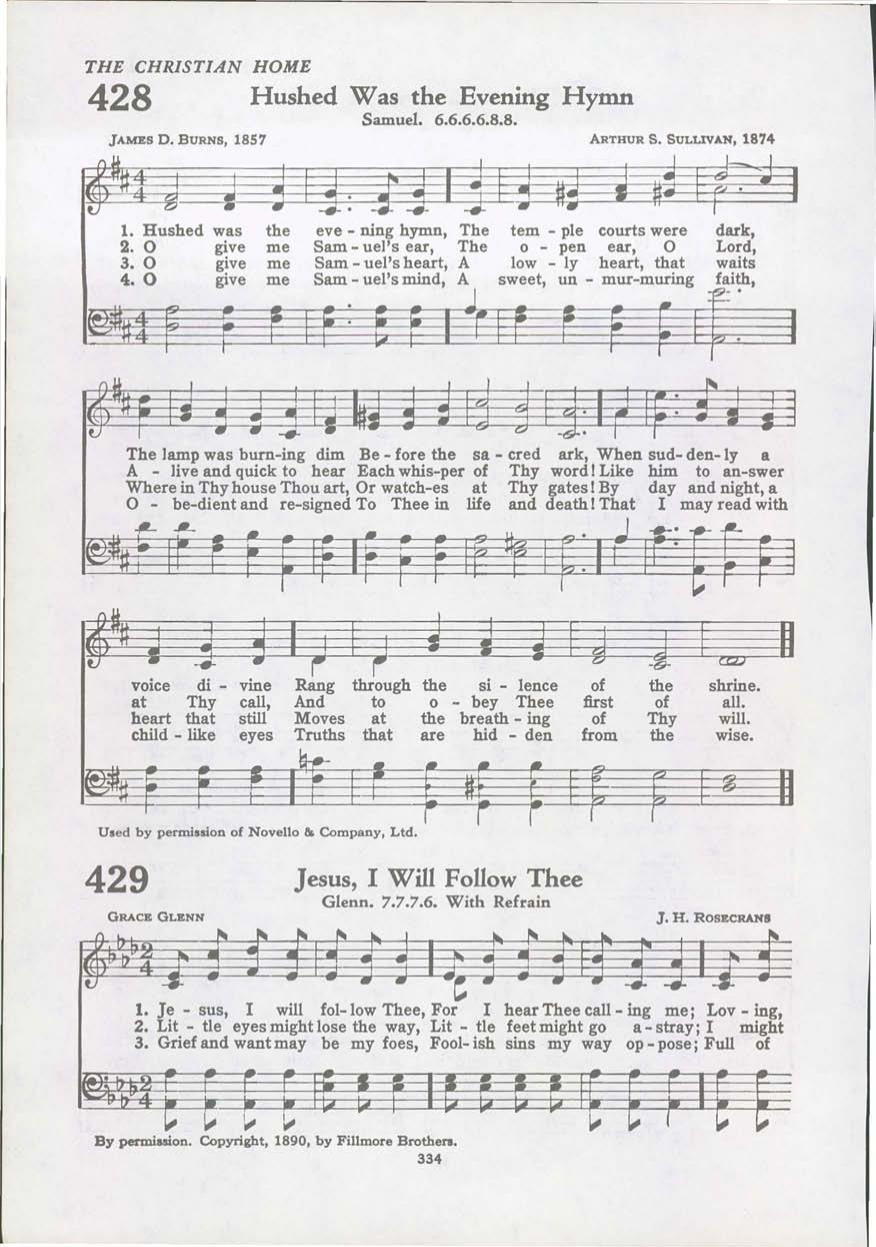 THE CHRISTIAN HOME
428 Hushed Was the Evening Hymn
Samuel. 6.6.6.6.8.8.
JAMES D. BURNS, 1857 ARTHUR S. SULLIVAN, 1874
1. Hushed was the eve - ning hymn, The tem - ple courts were dark,
2. O give me Sam - uel's ear, The o - pen ear, O Lord,
3. O give me Sam - uel's heart, A low - ly heart, that waits
4. O give me Sam - uel's mind, A sweet, un - mur-muring faith,
The lamp was burn-ing dim Be - fore the sa - cred ark, When sud-den-ly a
A - live and quick to hear Each whis-per of Thy word! Like him to an-swer
Where in Thy house Thou art, Or watch-es at Thy gates! By day and night, a
O - be-dient and re-signed To Thee in life and death! That I may read with
voice di - vine Rang through the si - lence of the shrine.
at Thy call, And to o - bey Thee first of all.
heart that still Moves at the breath - ing of Thy will.
child - like eyes Truths that are hid - den from the wise.
Used by permission of Novello & Company, Ltd.
429 Jesus, I Will Follow Thee
Glenn. 7.7.7.6. With Refrain
GRACE GLENN J. H. ROSECRANS
1. Je - sus, I will fol-low Thee, For I hear Thee call - ing me; Lov - ing,
2. Lit - tle eyes might lose the way, Lit - tle feet might go a - stray; I might
3. Grief and want may be my foes, Fool-ish sins my way op-pose; Full of
By permission. Copyright, 1890, by Fillmore Brothers.
334